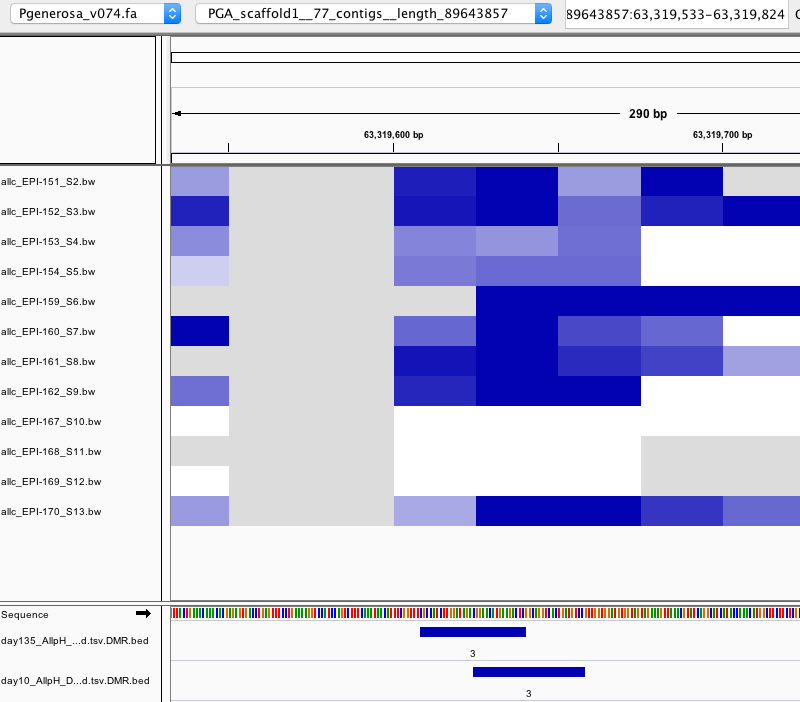 Pgenerosa_v074.fa PGA_scaffold1__77_contigs__length_89643857 89643857:63,319,533-63,319,824
290 bp
63,319,600 bp 63,319,700 bp
allc_EPI-151_S2.bw
allc_EPI-152_S3.bw
allc_EPI-153_S4.bw
allc_EPI-154_S5.bw
allc_EPI-159_S6.bw
allc_EPI-160_S7.bw
allc_EPI-161_S8.bw
allc_EPI-162_S9.bw
allc_EPI-167_S10.bw
allc_EPI-168_S11.bw
allc_EPI-169_S12.bw
allc_EPI-170_S13.bw
Sequence
day135_AllpH_...d.tsv.DMR.bed
3
day10_AllpH_D...d.tsv.DMR.bed
3